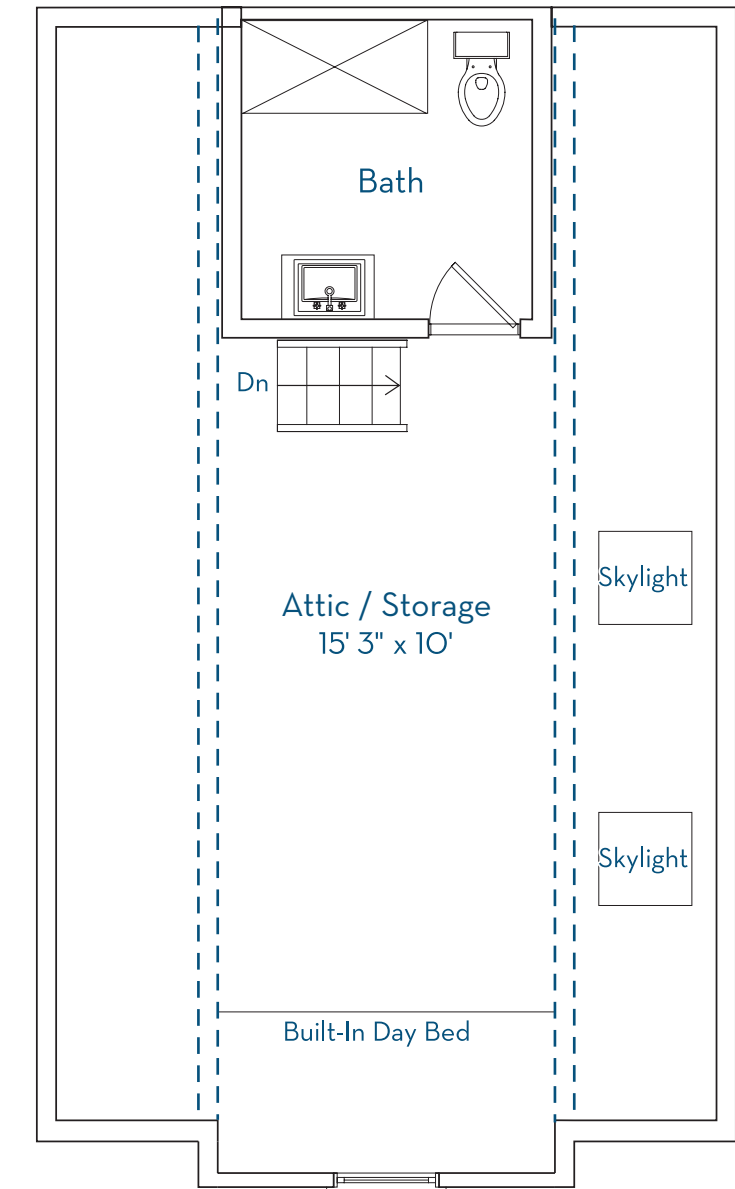 Bath
Dn
Skylight
Attic / Storage
15' 3" x 10'
Skylight
Built-In Day Bed